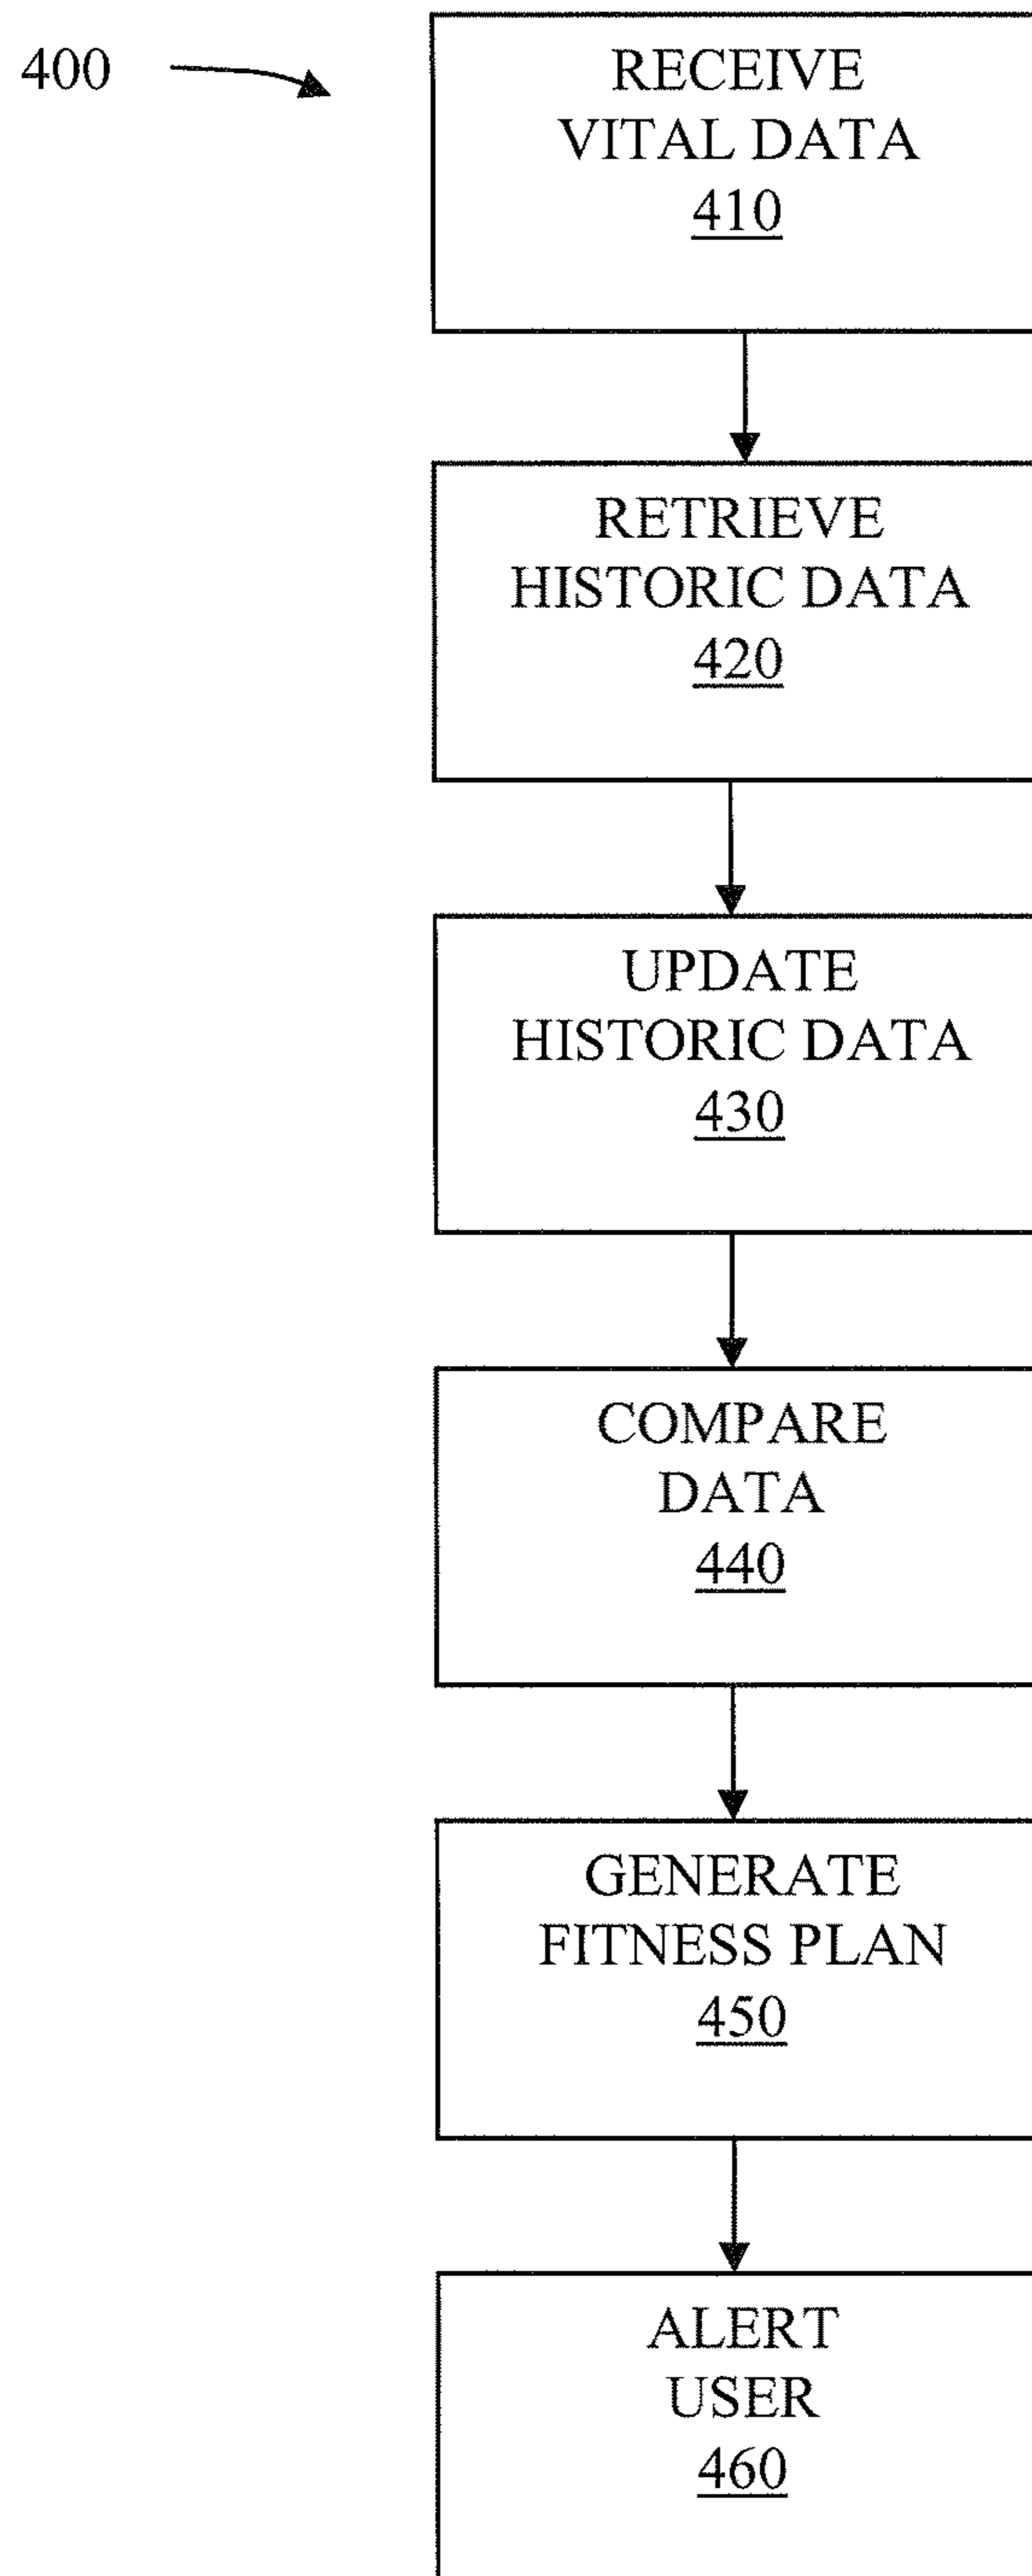 400
RECEIVE
VITAL DATA
410
RETRIEVE
HISTORIC DATA
420
UPDATE
HISTORIC DATA
430
COMPARE
DATA
440
GENERATE
FITNESS PLAN
450
ALERT
USER
460